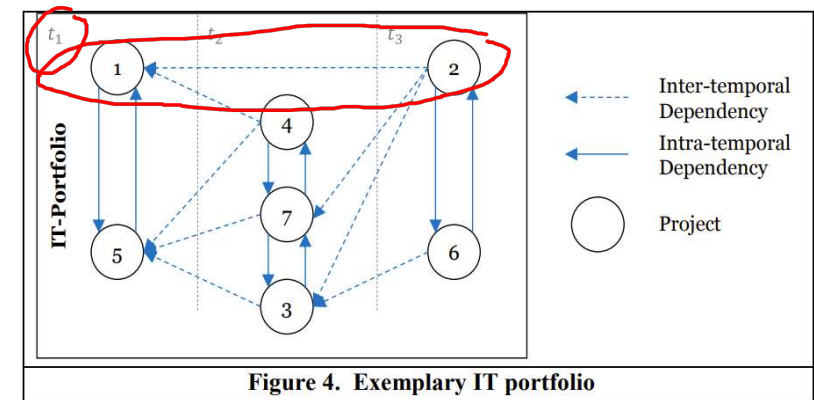 t1
t2
t3
1
2
4
7
5
6
3
IT-Portfolio
Inter-temporal
Dependency
Intra-temporal
Dependency
Project
Figure 4. Exemplary IT portfolio